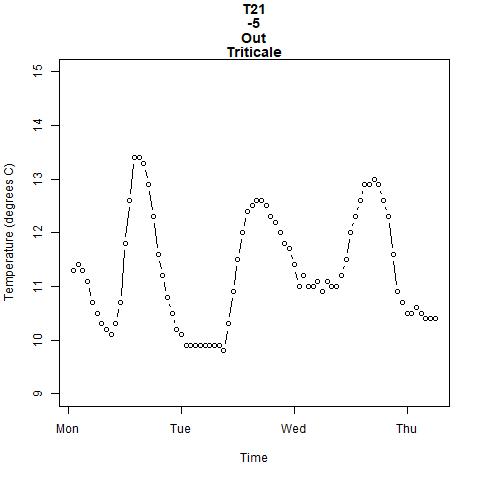 T21
-5
Out
Triticale
Temperature (degrees C)
15
14
13
12
11
10
9
Mon
Tue
Wed
Thu
Time